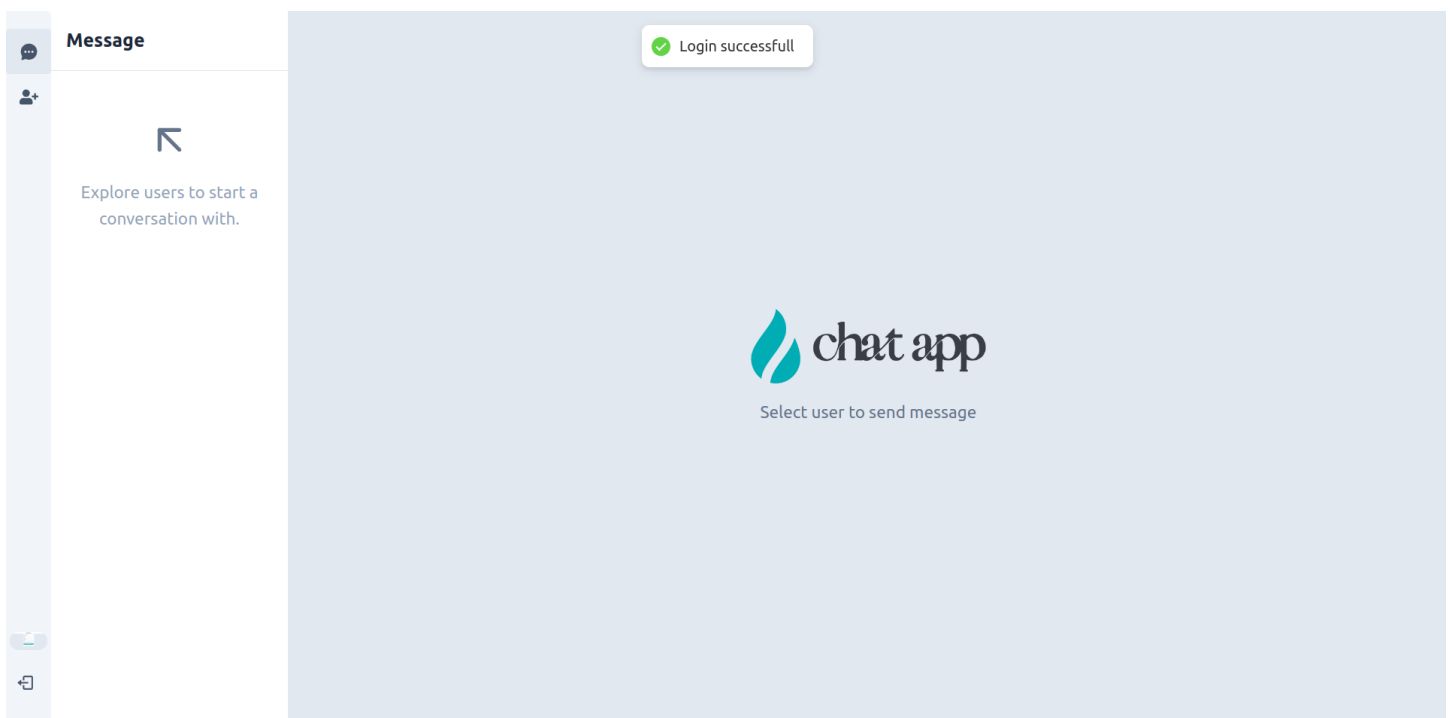 Message
Login successfull
Explore users to start a
conversation with.
chat app
Select user to send message